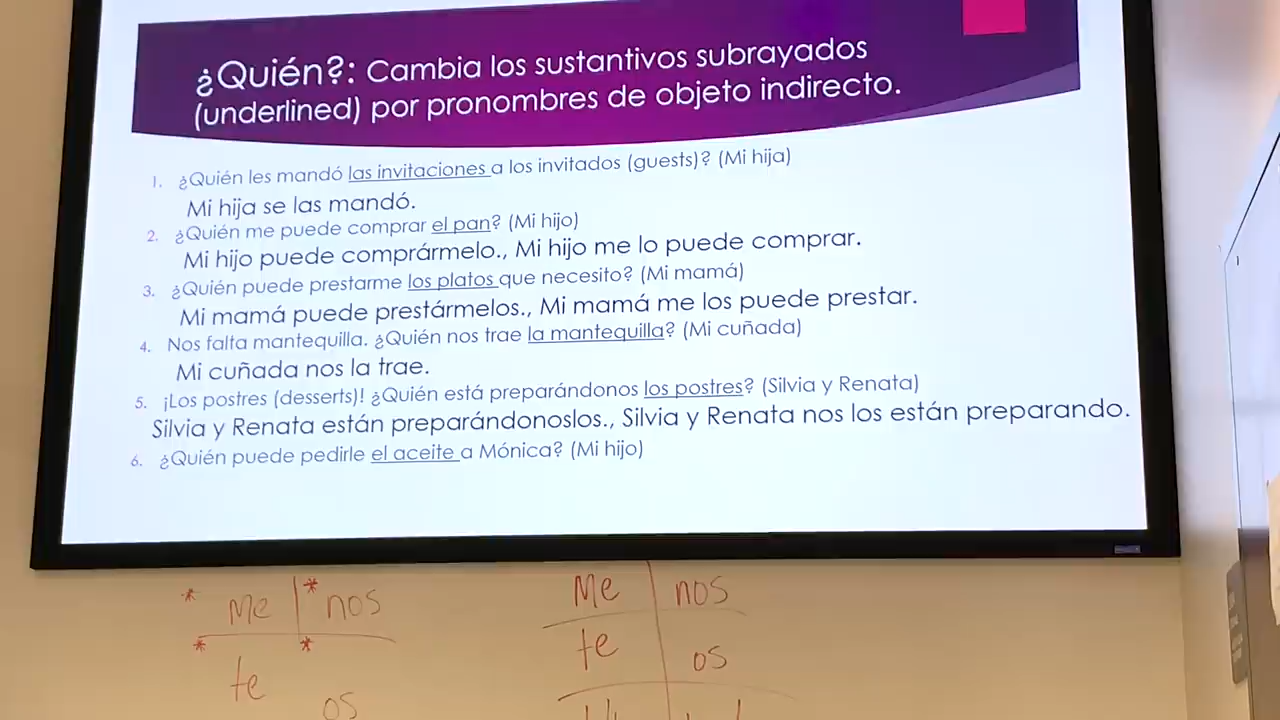 ¿Quién?: Cambia los sustantivos subrayados
(underlined) por pronombres de objeto indirecto.
1. ¿Quién les mandó las invitaciones a los invitados (guests)? (Mi hija)
Mi hija se las mandó.
2. ¿Quién me puede comprar el pan? (Mi hijo)
Mi hijo puede comprármelo., Mi hijo me lo puede comprar.
3. ¿Quién puede prestarme los platos que necesito? (Mi mamá)
Mi mamá puede prestármelos., Mi mamá me los puede prestar.
4. Nos falta mantequilla. ¿Quién nos trae la mantequilla? (Mi cuñada)
Mi cuñada nos la trae.
5. ¡Los postres (desserts)! ¿Quién está preparándonos los postres? (Silvia y Renata)
Silvia y Renata están preparándonoslos., Silvia y Renata nos los están preparando.
6. ¿Quién puede pedirle el aceite a Mónica? (Mi hijo)
* Me * nos
* *
te os
Me nos
te os